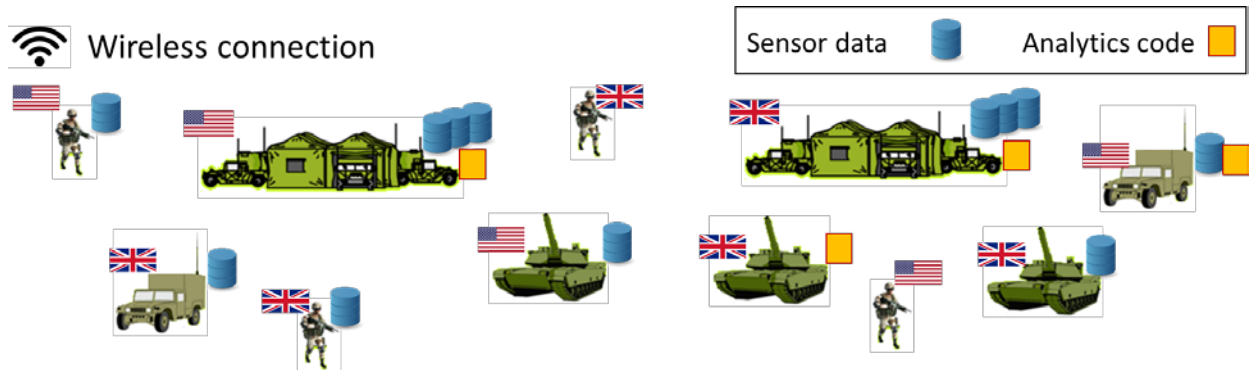 Wireless connection
Sensor data
Analytics code